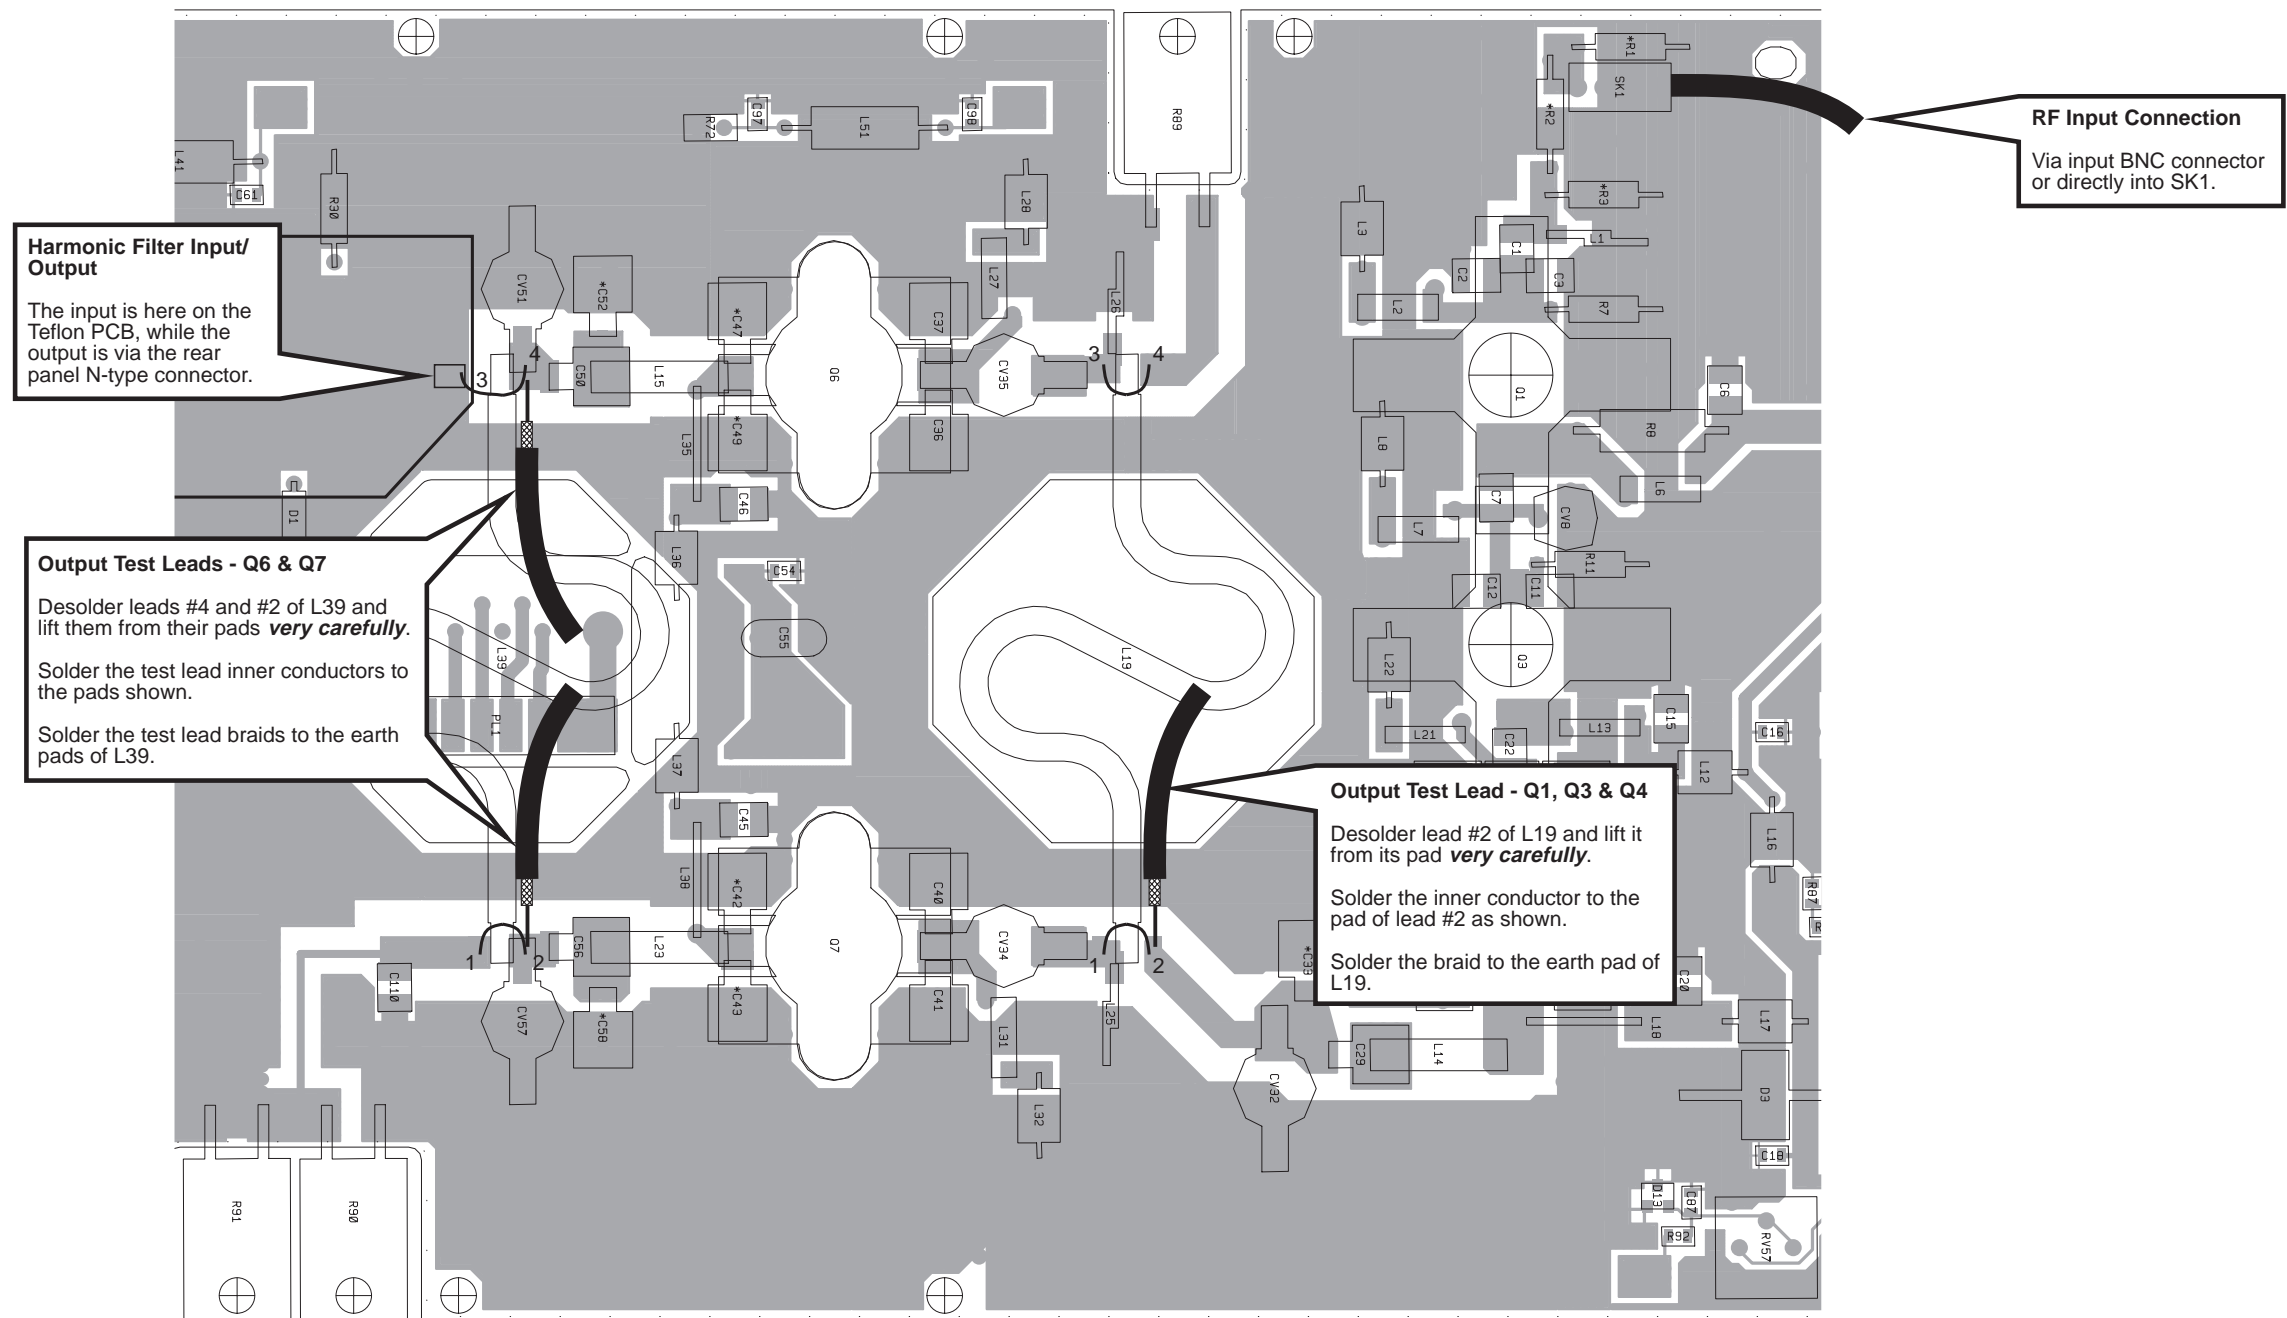 *R1
SK1
*R2
R72
C97
L51
C98
R89
RF Input Connection
Via input BNC connector
or directly into SK1.
L41
C61
R30
L28
L3
*R3
L1
C1
C2
C3
Harmonic Filter Input/
Output
The input is here on the
Teflon PCB, while the
output is via the rear
panel N-type connector.
CV51
*C52
*C47
C37
L27
L26
L2
R7
3
4
C50
L15
Q6
CV35
3
4
Q1
C6
L35
*C49
C36
L8
R8
D1
C46
L6
C7
CV8
L7
L36
C54
R11
C12
C11
Output Test Leads - Q6 & Q7
Desolder leads #4 and #2 of L39 and
lift them from their pads very carefully.
Solder the test lead inner conductors to
the pads shown.
Solder the test lead braids to the earth
pads of L39.
L39
C55
L19
L22
Q3
PL1
L37
L21
C22
L13
C15
C16
L12
Output Test Lead - Q1, Q3 & Q4
Desolder lead #2 of L19 and lift it
from its pad very carefully.
Solder the inner conductor to the
pad of lead #2 as shown.
Solder the braid to the earth pad of
L19.
C45
L16
L38
*C42
C40
R87
1
2
C56
L23
Q7
CV34
1
2
*C33
C20
C110
CV57
*C58
*C43
C41
L31
L25
L18
L17
C29
L14
CV32
L32
D3
C18
R91
R90
D13
C87
R92
RV57